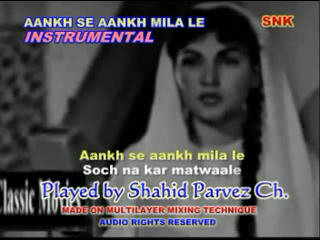 AANKH SE AANKH MILA LE
SNK
INSTRUMENTAL
Aankh se aankh mila le
Soch na kar matwaale
Classic Movies
Played by Shahid Parvez Ch.
MADE ON MULTILAYER MIXING TECHNIQUE
AUDIO RIGHTS RESERVED